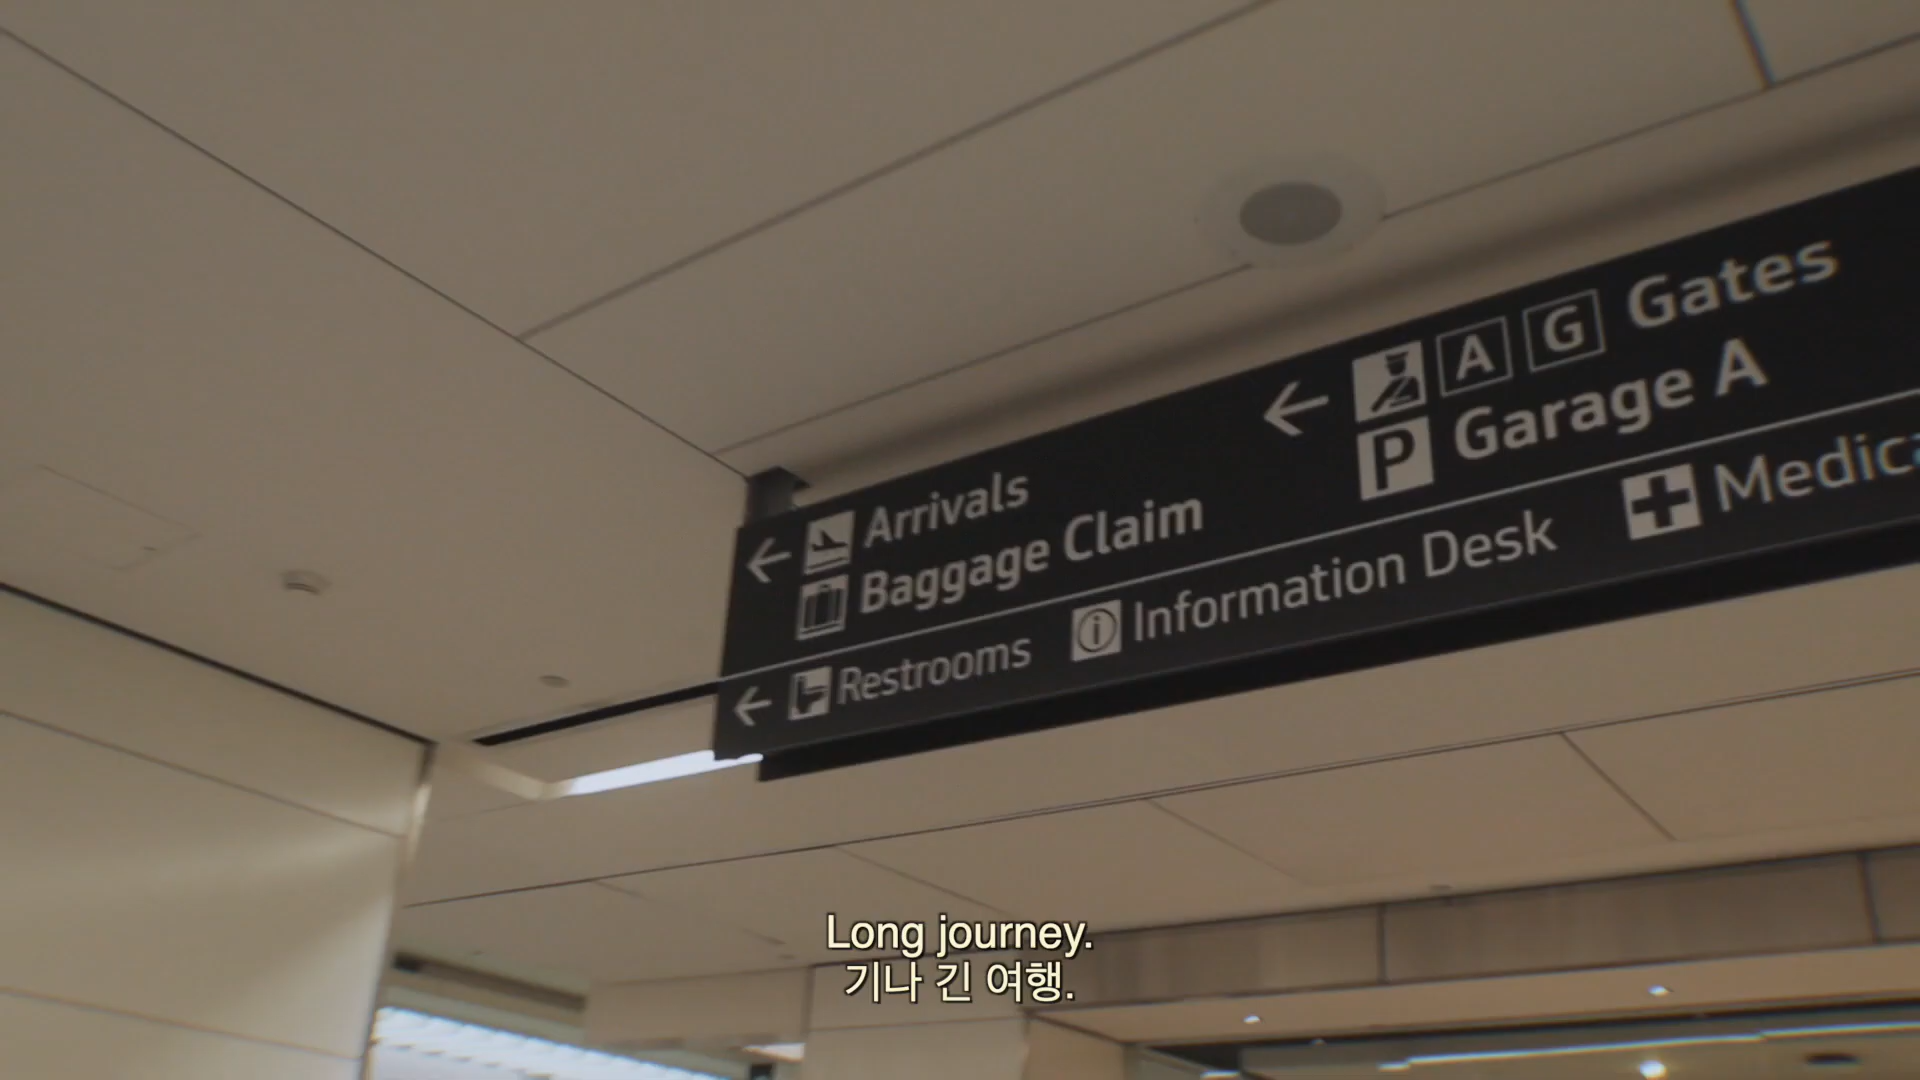 ← Arrivals
Baggage Claim
← A G Gates
P Garage A
← Restrooms i Information Desk
Long journey.
기나 긴 여행.